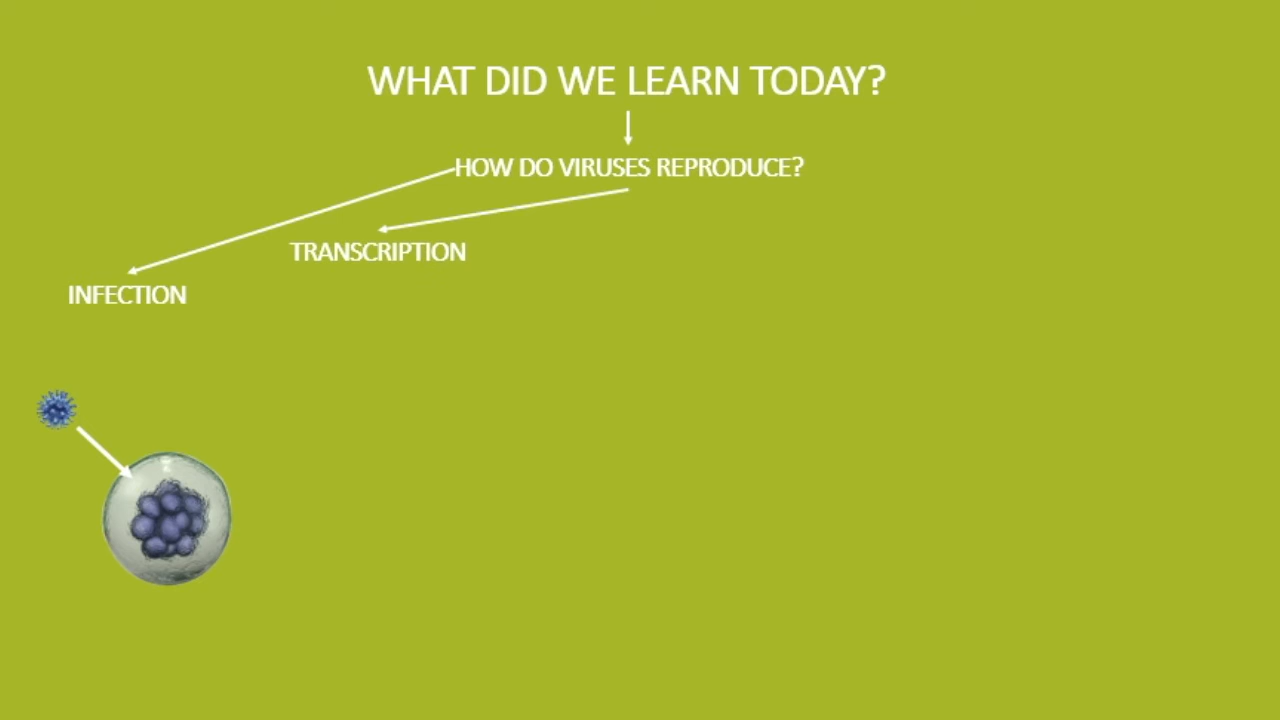 WHAT DID WE LEARN TODAY?
HOW DO VIRUSES REPRODUCE?
TRANSCRIPTION
INFECTION